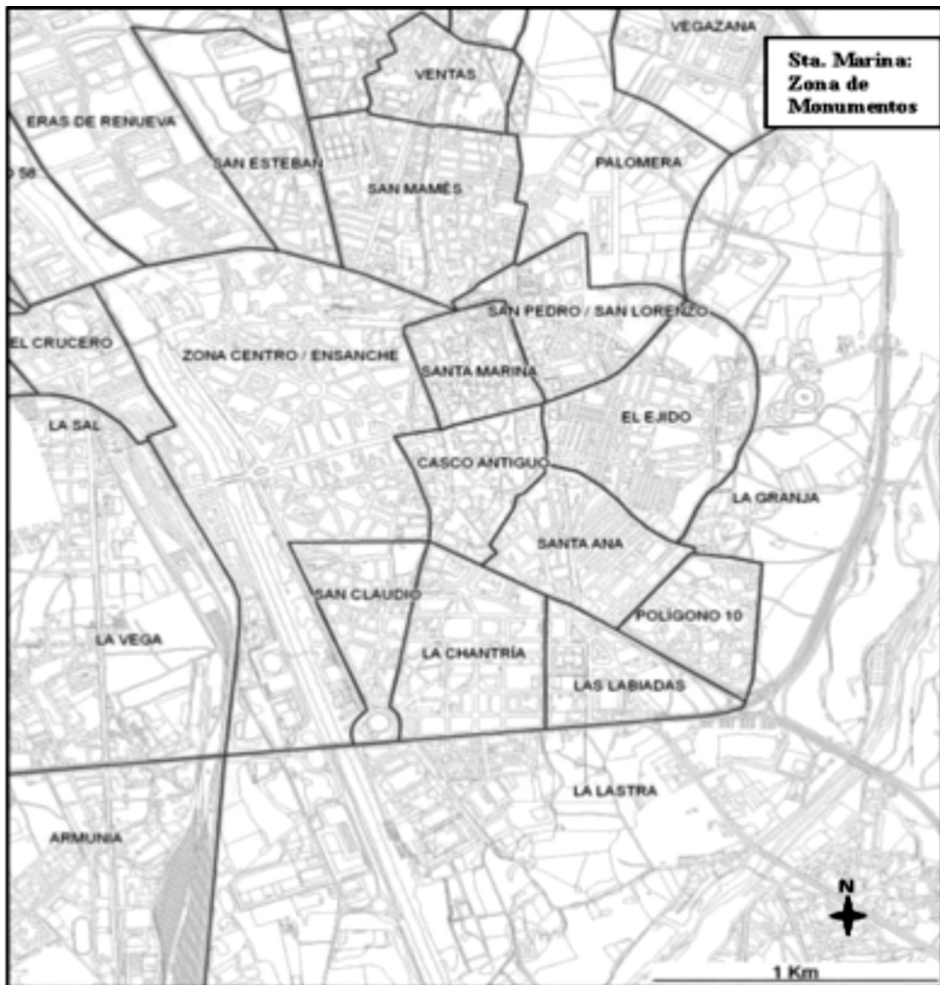 VEGAZANA
Sta. Marina:
Zona de
Monumentos
VENTAS
ERAS DE RENUEVA
SAN ESTEBAN
PALOMERA
58
SAN MAMÉS
SAN PEDRO / SAN LORENZO
EL CRUCERO
ZONA CENTRO / ENSANCHE
SANTA MARINA
EL EJIDO
LA SAL
CASCO ANTIGUO
LA GRANJA
SANTA ANA
SAN CLAUDIO
POLÍGONO 10
LA VEGA
LA CHANTRÍA
LAS LABIADAS
LA LASTRA
ARMUNIA
N
1 Km